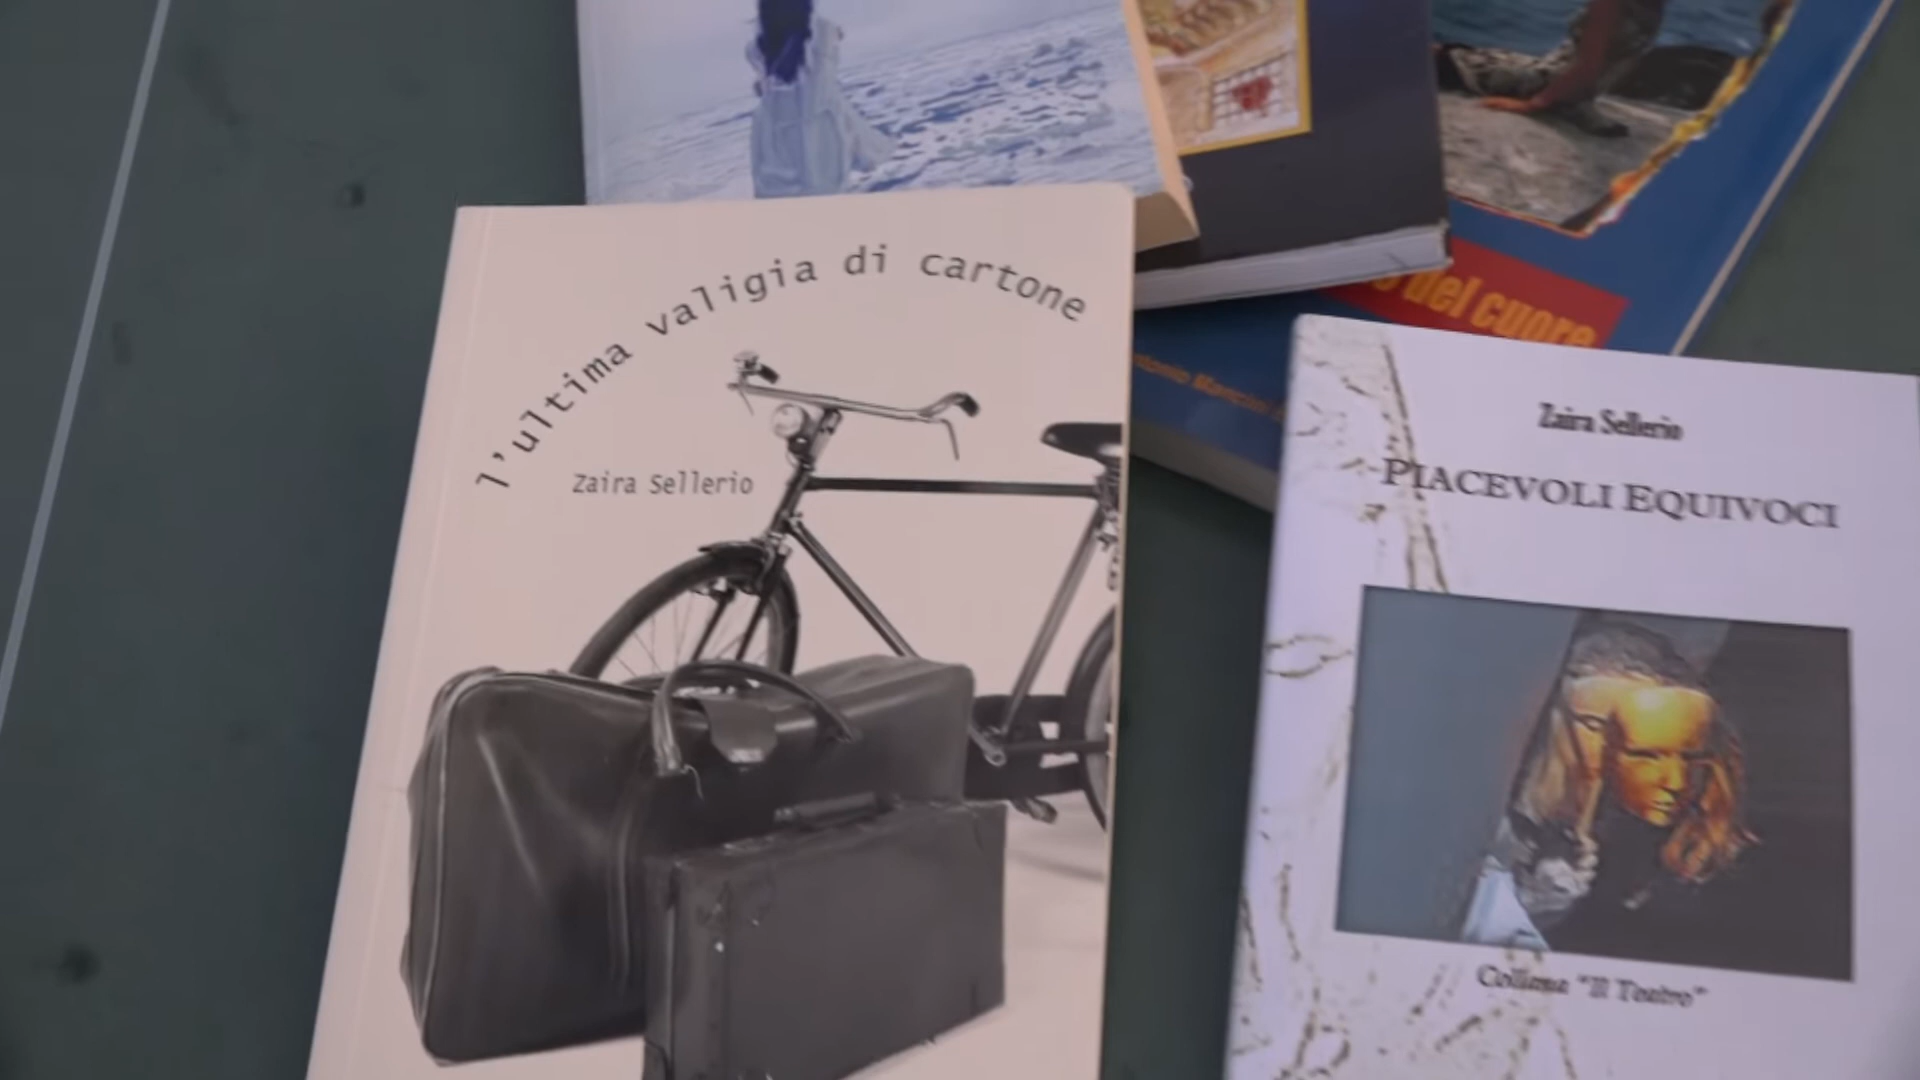 l'ultima valigia di cartone
Zaira Sellerio
del cuore
Zaira Sellerio
PIACEVOLI EQUIVOCI
Collana "Il Teatro"